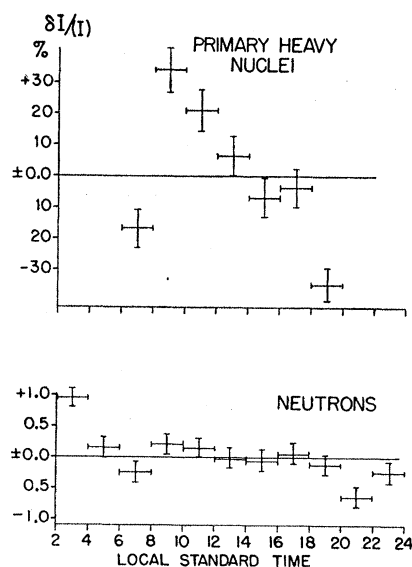 δI/(I)
%
PRIMARY HEAVY
NUCLEI
+30
20
10
±0.0
10
20
-30
NEUTRONS
+1.0
0.5
±0.0
0.5
-1.0
2 4 6 8 10 12 14 16 18 20 22 24
LOCAL STANDARD TIME